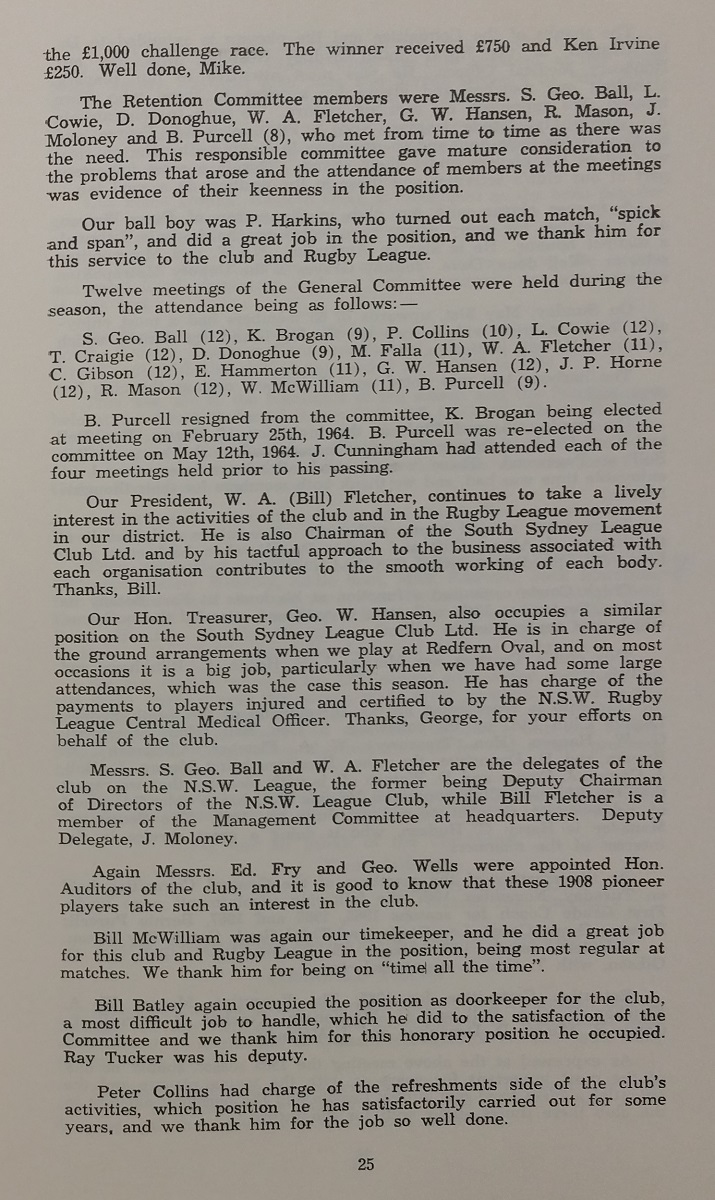 the £1,000 challenge race. The winner received £750 and Ken Irvine
£250. Well done, Mike.
The Retention Committee members were Messrs. S. Geo. Ball, L.
Cowie, D. Donoghue, W. A. Fletcher, G. W. Hansen, R. Mason, J.
Moloney and B. Purcell (8), who met from time to time as there was
the need. This responsible committee gave mature consideration to
the problems that arose and the attendance of members at the meetings
was evidence of their keenness in the position.
Our ball boy was P. Harkins, who turned out each match, “spick
and span”, and did a great job in the position, and we thank him for
this service to the club and Rugby League.
Twelve meetings of the General Committee were held during the
season, the attendance being as follows:—
S. Geo. Ball (12), K. Brogan (9), P. Collins (10), L. Cowie (12),
T. Craigie (12), D. Donoghue (9), M. Falla (11), W. A. Fletcher (11),
C. Gibson (12), E. Hammerton (11), G. W. Hansen (12), J. P. Horne
(12), R. Mason (12), W. McWilliam (11), B. Purcell (9).
B. Purcell resigned from the committee, K. Brogan being elected
at meeting on February 25th, 1964. B. Purcell was re-elected on the
committee on May 12th, 1964. J. Cunningham had attended each of the
four meetings held prior to his passing.
Our President, W. A. (Bill) Fletcher, continues to take a lively
interest in the activities of the club and in the Rugby League movement
in our district. He is also Chairman of the South Sydney League
Club Ltd. and by his tactful approach to the business associated with
each organisation contributes to the smooth working of each body.
Thanks, Bill.
Our Hon. Treasurer, Geo. W. Hansen, also occupies a similar
position on the South Sydney League Club Ltd. He is in charge of
the ground arrangements when we play at Redfern Oval, and on most
occasions it is a big job, particularly when we have had some large
attendances, which was the case this season. He has charge of the
payments to players injured and certified to by the N.S.W. Rugby
League Central Medical Officer. Thanks, George, for your efforts on
behalf of the club.
Messrs. S. Geo. Ball and W. A. Fletcher are the delegates of the
club on the N.S.W. League, the former being Deputy Chairman
of Directors of the N.S.W. League Club, while Bill Fletcher is a
member of the Management Committee at headquarters. Deputy
Delegate, J. Moloney.
Again Messrs. Ed. Fry and Geo. Wells were appointed Hon.
Auditors of the club, and it is good to know that these 1908 pioneer
players take such an interest in the club.
Bill McWilliam was again our timekeeper, and he did a great job
for this club and Rugby League in the position, being most regular at
matches. We thank him for being on “time all the time”.
Bill Batley again occupied the position as doorkeeper for the club,
a most difficult job to handle, which he did to the satisfaction of the
Committee and we thank him for this honorary position he occupied.
Ray Tucker was his deputy.
Peter Collins had charge of the refreshments side of the club's
activities, which position he has satisfactorily carried out for some
years, and we thank him for the job so well done.
25